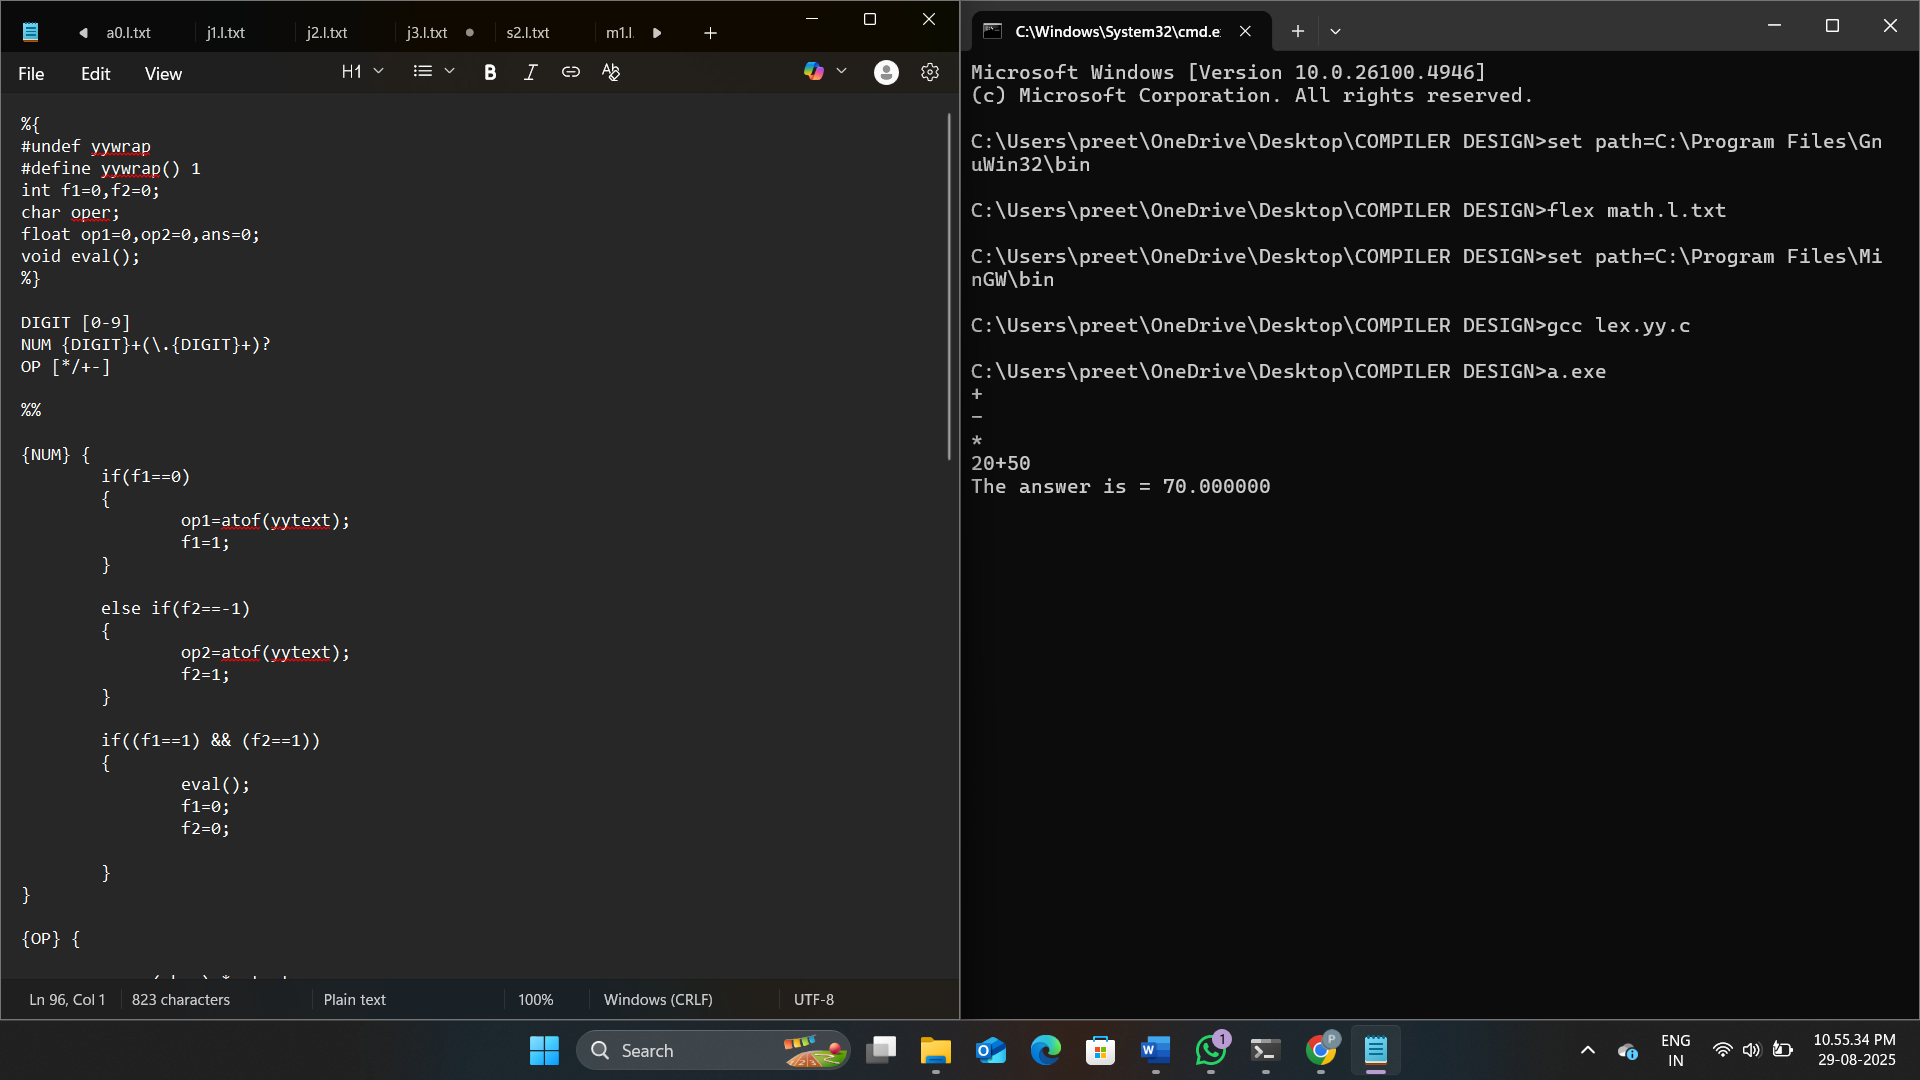 a0.l.txt
j1.l.txt
j2.l.txt
j3.l.txt
s2.l.txt
m1.l.
File
Edit
View
H1
%{
#undef yywrap
#define yywrap() 1
int f1=0,f2=0;
char oper;
float op1=0,op2=0,ans=0;
void eval();
%}
DIGIT [0-9]
NUM {DIGIT}+(\.{DIGIT}+)?
OP [*/+-]
%%
{NUM} {
if(f1==0)
{
op1=atof(yytext);
f1=1;
}
else if(f2==-1)
{
op2=atof(yytext);
f2=1;
}
if((f1==1) && (f2==1))
{
eval();
f1=0;
f2=0;
}
}
{OP} {
Ln 96, Col 1
823 characters
Plain text
100%
Windows (CRLF)
UTF-8
C:\Windows\System32\cmd.e
Microsoft Windows [Version 10.0.26100.4946]
(c) Microsoft Corporation. All rights reserved.
C:\Users\preet\OneDrive\Desktop\COMPILER DESIGN>set path=C:\Program Files\Gn
uWin32\bin
C:\Users\preet\OneDrive\Desktop\COMPILER DESIGN>flex math.l.txt
C:\Users\preet\OneDrive\Desktop\COMPILER DESIGN>set path=C:\Program Files\Mi
nGW\bin
C:\Users\preet\OneDrive\Desktop\COMPILER DESIGN>gcc lex.yy.c
C:\Users\preet\OneDrive\Desktop\COMPILER DESIGN>a.exe
+
-
*
20+50
The answer is = 70.000000
Search
1
P
ENG
IN
10.55.34 PM
29-08-2025